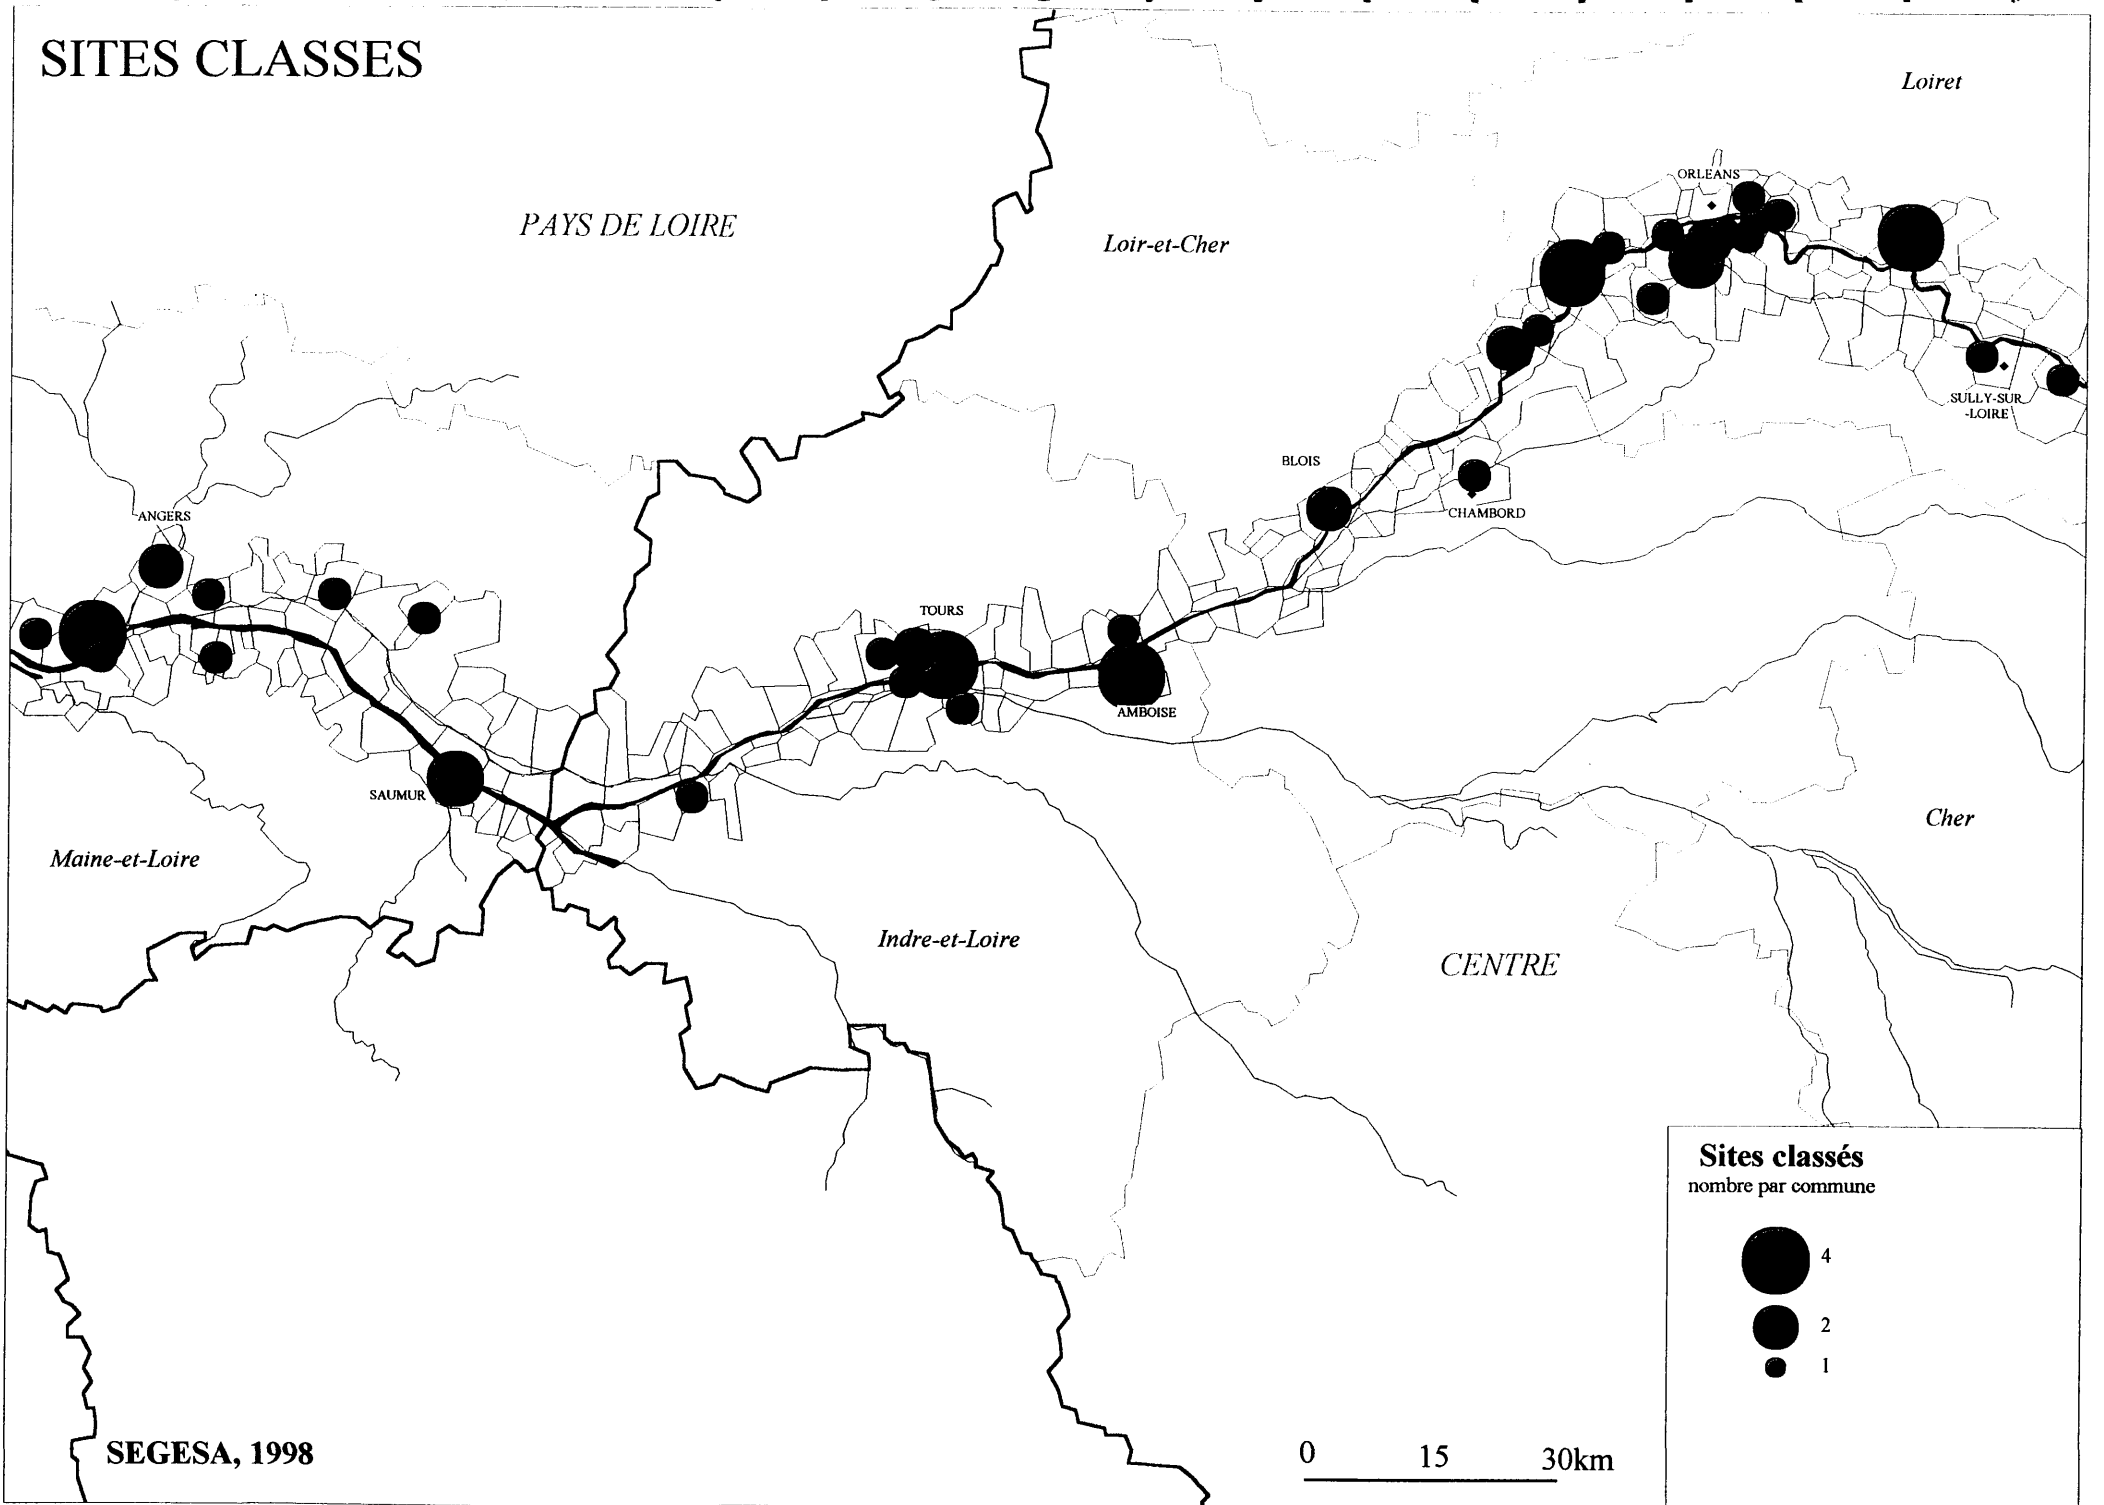 SITES CLASSES
Loiret
ORLEANS
PAYS DE LOIRE
Loir-et-Cher
SULLY-SUR
-LOIRE
BLOIS
CHAMBORD
ANGERS
TOURS
AMBOISE
SAUMUR
Cher
Maine-et-Loire
Indre-et-Loire
CENTRE
Sites classés
nombre par commune
4
2
1
SEGESA, 1998
0 15 30km